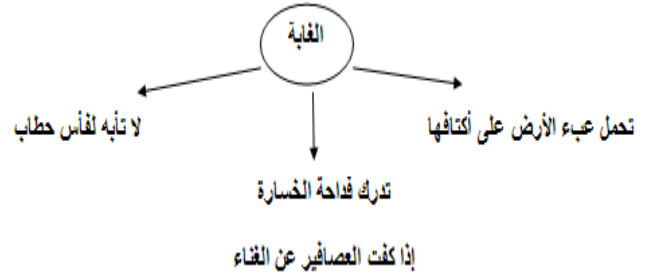 الغابة
تحمل عبء الأرض على أكتافها
لا تأبه لفأس حطاب
تدرك فداحة الخسارة
إذا كفت العصافير عن الغناء